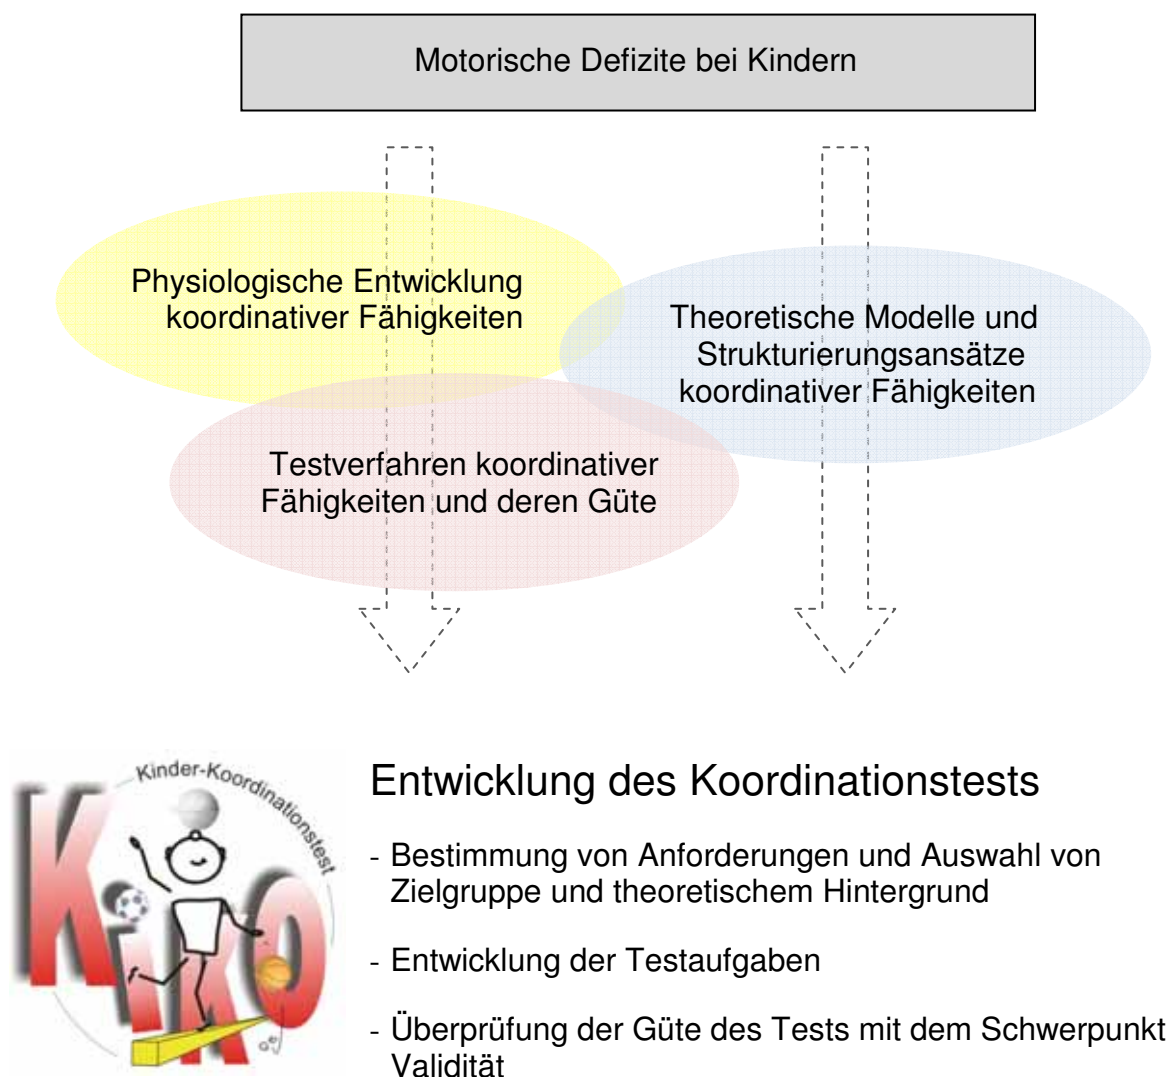 Motorische Defizite bei Kindern
Physiologische Entwicklung
koordinativer Fähigkeiten
Theoretische Modelle und
Strukturierungsansätze
koordinativer Fähigkeiten
Testverfahren koordinativer
Fähigkeiten und deren Güte
Kinder-Koordinationstest
KiKO
Entwicklung des Koordinationstests
- Bestimmung von Anforderungen und Auswahl von
Zielgruppe und theoretischem Hintergrund
- Entwicklung der Testaufgaben
- Überprüfung der Güte des Tests mit dem Schwerpunkt
Validität